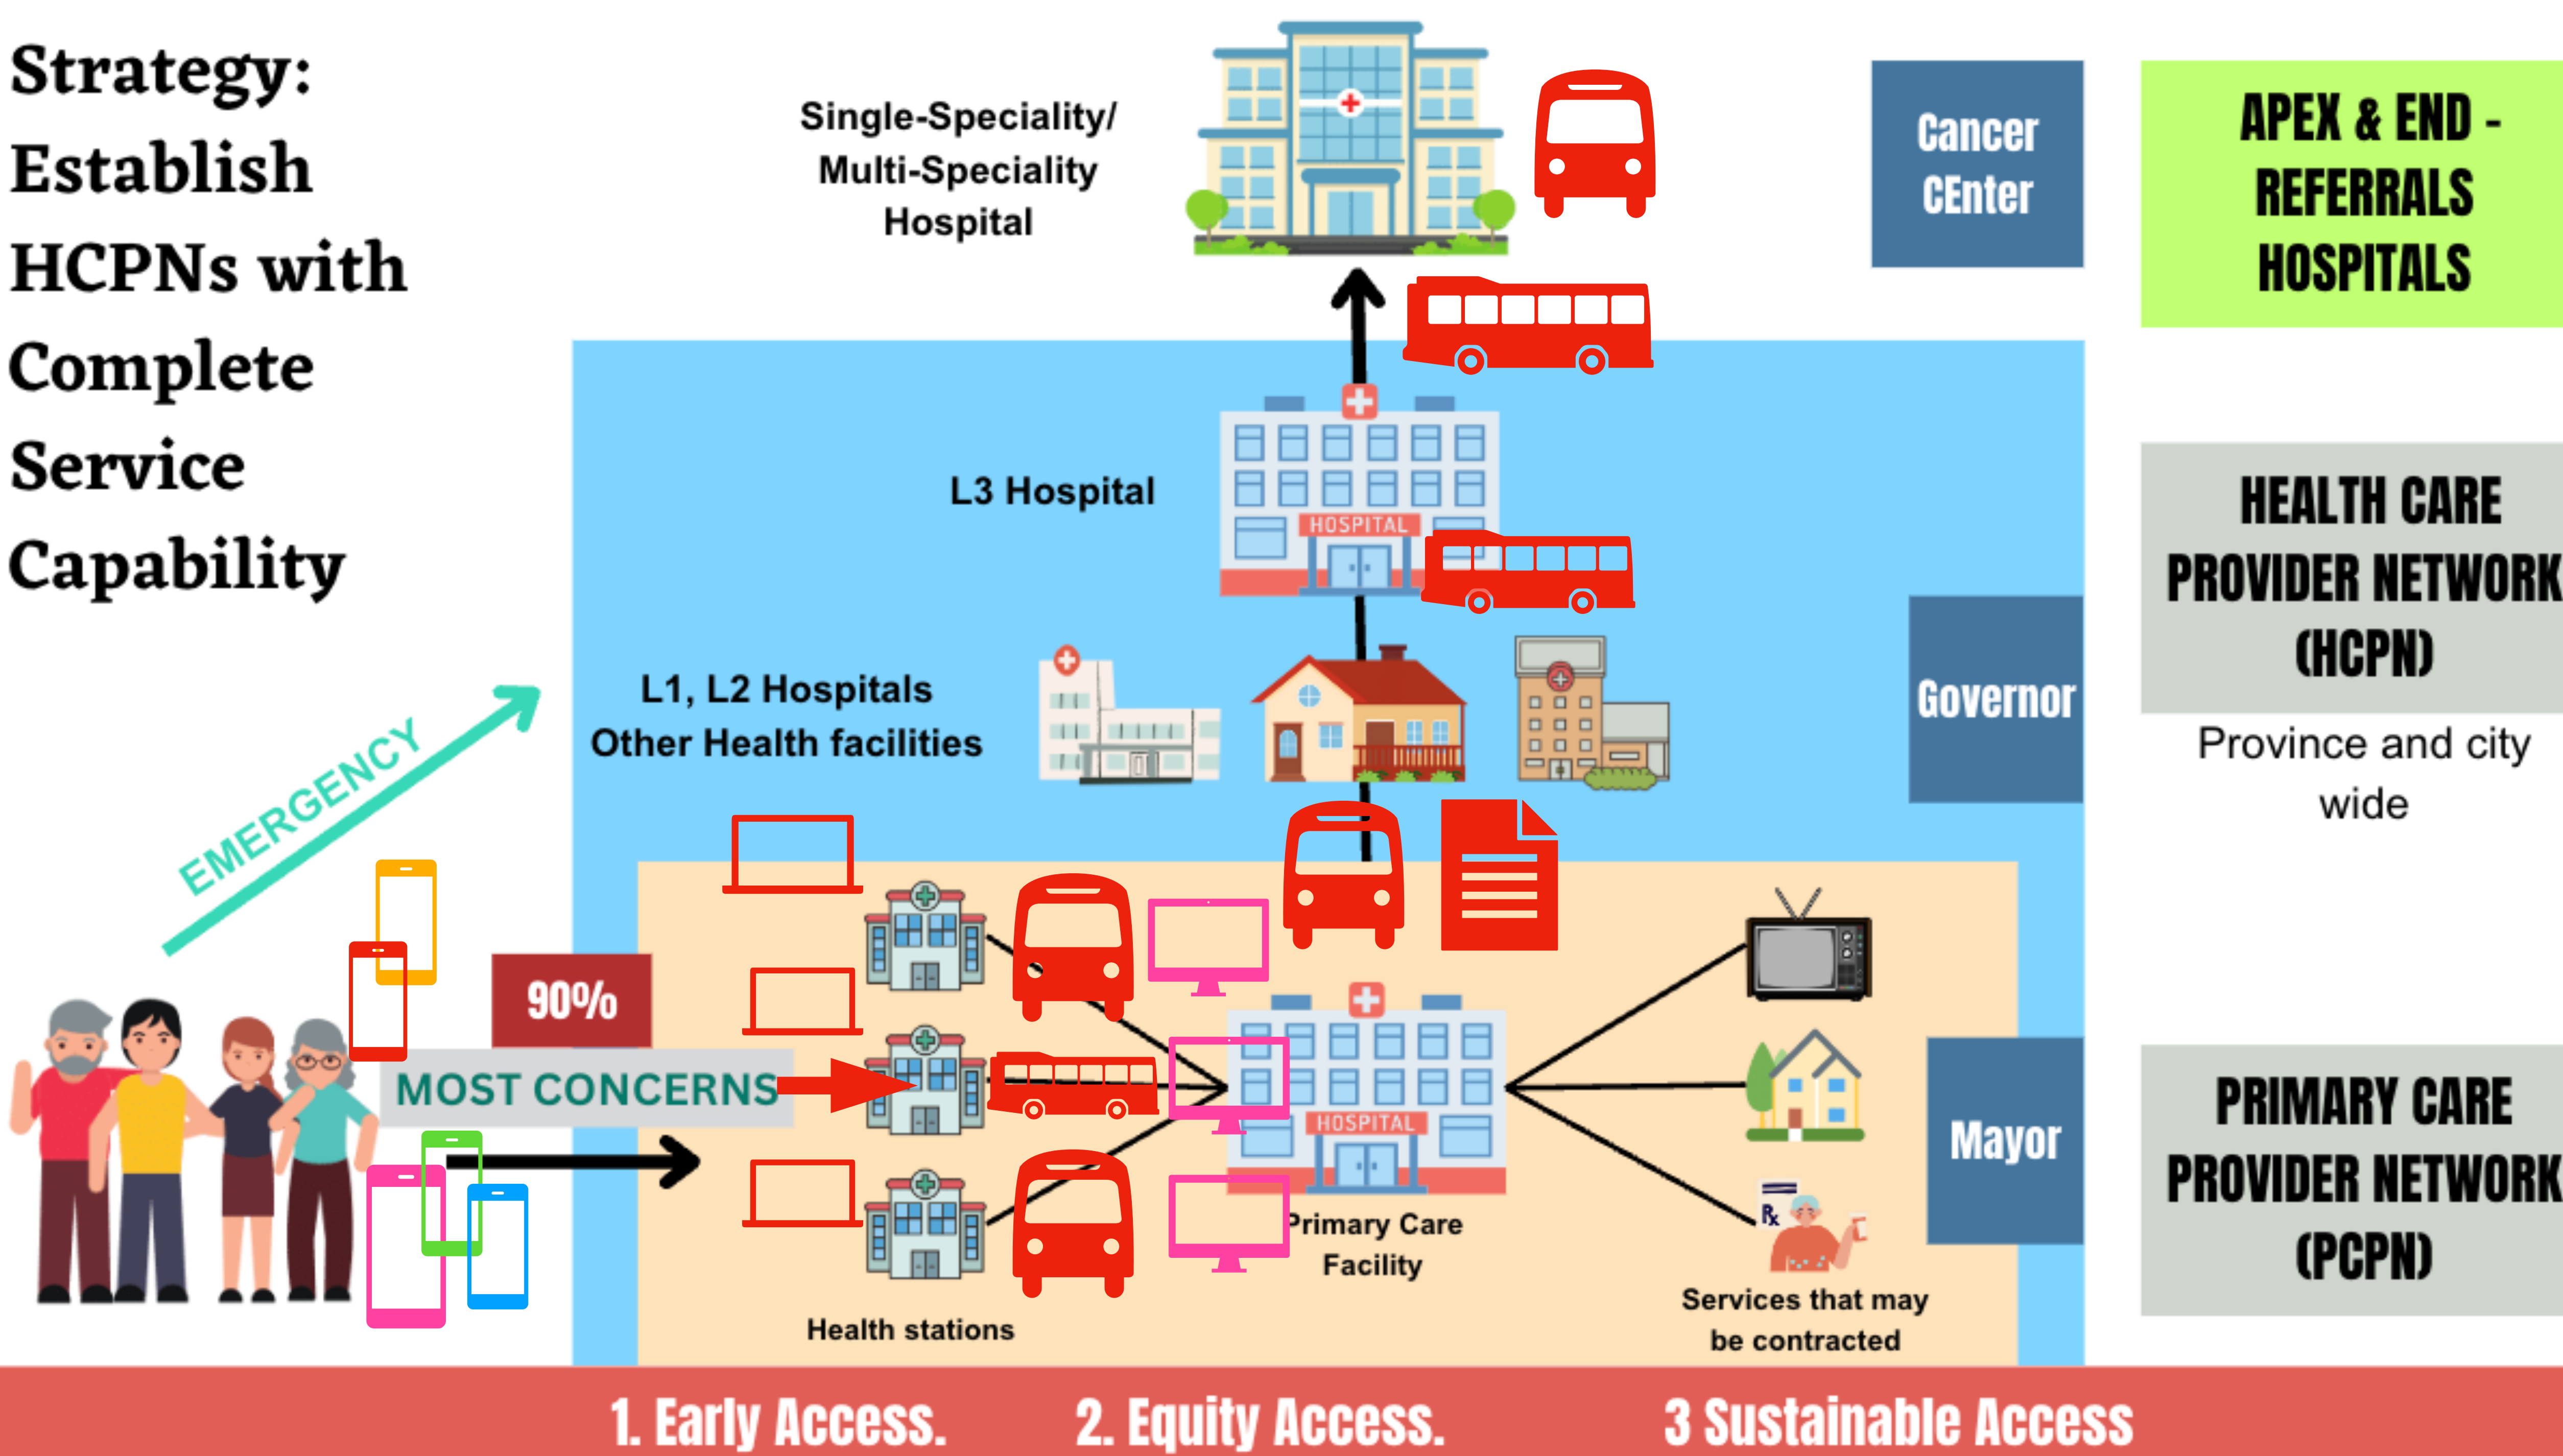 Strategy:
Establish
HCPNs with
Complete
Service
Capability
Single-Speciality/
Multi-Speciality
Hospital
Cancer
CEnter
APEX & END -
REFERRALS
HOSPITALS
L3 Hospital
HOSPITAL
HEALTH CARE
PROVIDER NETWORK
(HCPN)
Province and city
wide
L1, L2 Hospitals
Other Health facilities
Governor
EMERGENCY
90%
MOST CONCERNS
HOSPITAL
Primary Care
Facility
Health stations
Rx
Services that may
be contracted
Mayor
PRIMARY CARE
PROVIDER NETWORK
(PCPN)
1. Early Access.
2. Equity Access.
3 Sustainable Access